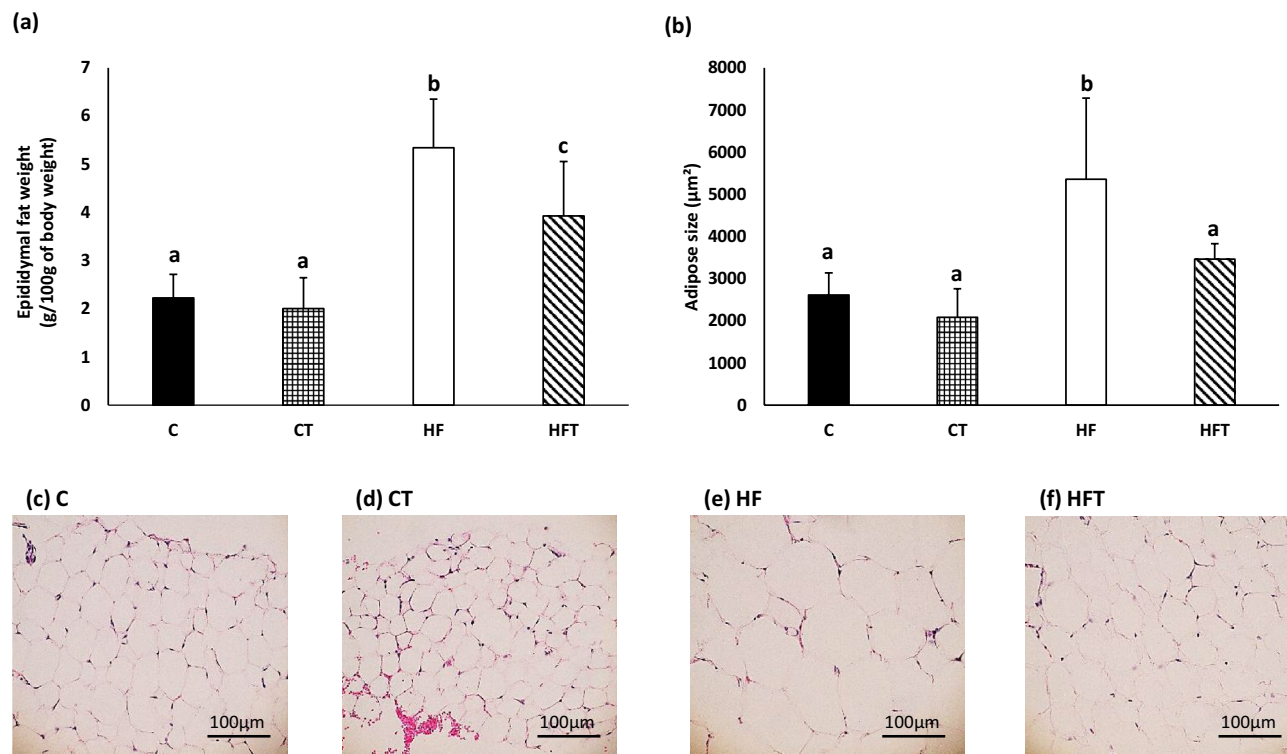 (a)
Epididymal fat weight
(g/100g of body weight)
7
6
5
4
3
2
1
0
a
a
b
c
C CT HF HFT
(b)
Adipose size (µm²)
8000
7000
6000
5000
4000
3000
2000
1000
0
a
a
b
a
C CT HF HFT
(c) C
100µm
(d) CT
100µm
(e) HF
100µm
(f) HFT
100µm